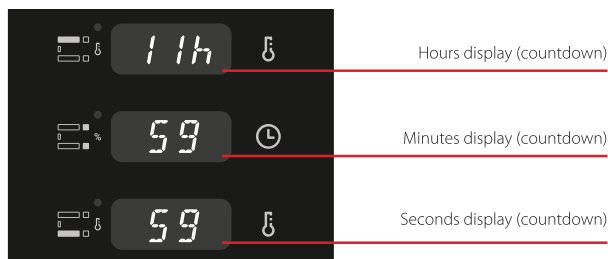 11h
Hours display (countdown)
% 59
Minutes display (countdown)
59
Seconds display (countdown)